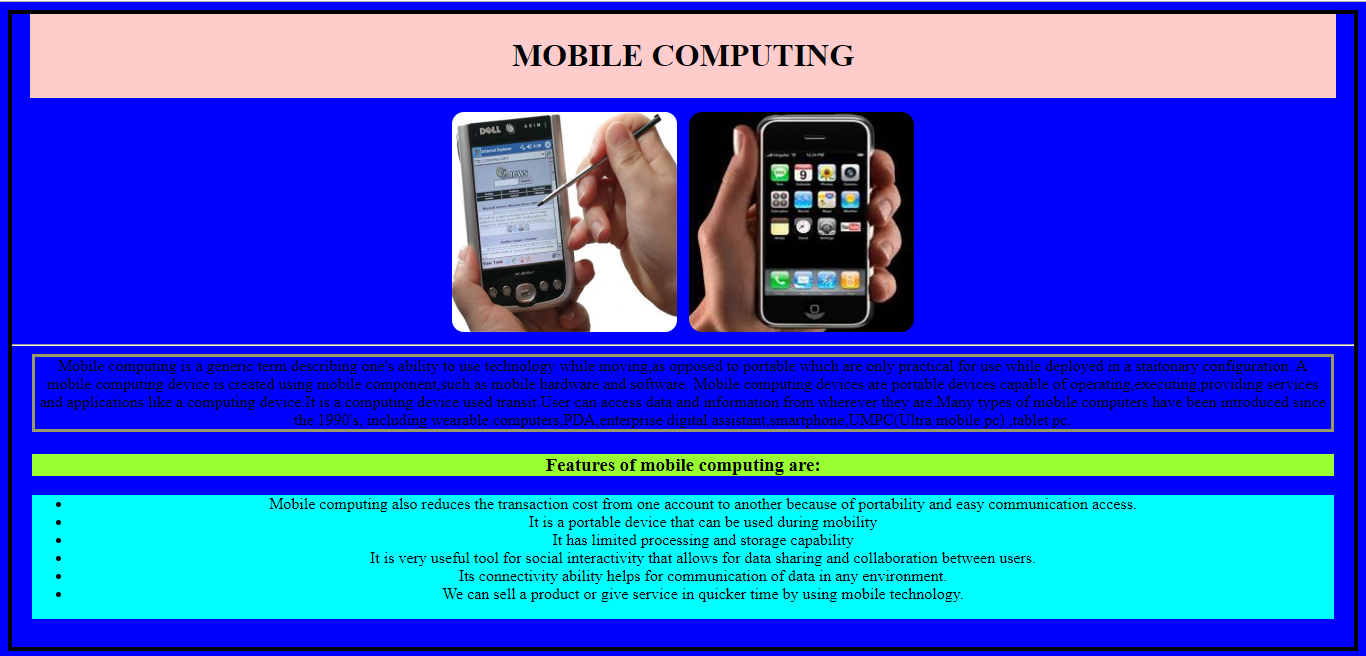 MOBILE COMPUTING
DELL AXIM
Internet Explorer
news
View Tools
9
Mobile computing is a generic term describing one's ability to use technology while moving,as opposed to portable which are only practical for use while deployed in a staitonary configuration. A
mobile computing device is created using mobile component,such as mobile hardware and software. Mobile computing devices are portable devices capable of operating,executing,providing services
and applications like a computing device.It is a computing device used transit.User can access data and information from wherever they are.Many types of mobile computers have been introduced since
the 1990's, including wearable computers,PDA,enterprise digital assistant,smartphone,UMPC(Ultra mobile pc) ,tablet pc.
Features of mobile computing are:
• Mobile computing also reduces the transaction cost from one account to another because of portability and easy communication access.
• It is a portable device that can be used during mobility
• It has limited processing and storage capability
• It is very useful tool for social interactivity that allows for data sharing and collaboration between users.
• Its connectivity ability helps for communication of data in any environment.
• We can sell a product or give service in quicker time by using mobile technology.